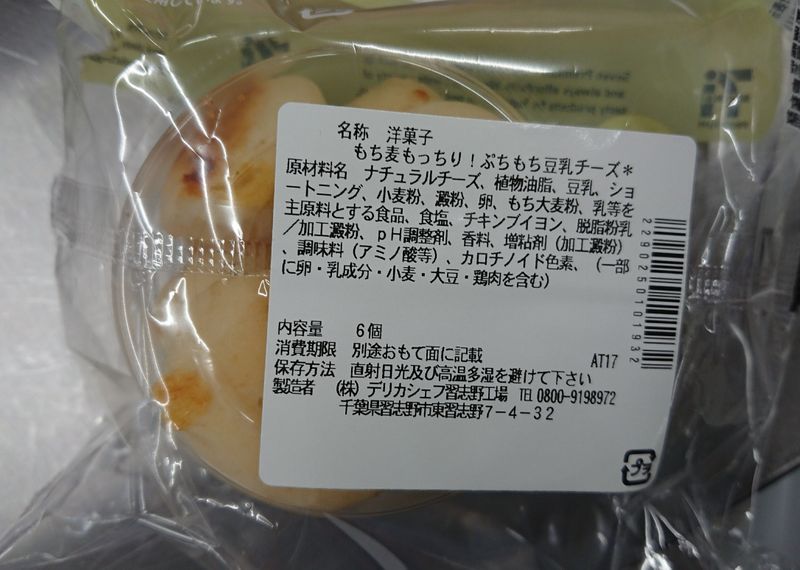 名称 洋菓子
もち麦もっちり！ぷちもち豆乳チーズ＊
原材料名 ナチュラルチーズ、植物油脂、豆乳、ショ
ートニング、小麦粉、澱粉、卵、もち大麦粉、乳等を
主原料とする食品、食塩、チキンブイヨン、脱脂粉乳
／加工澱粉、ｐＨ調整剤、香料、増粘剤（加工澱粉）
、調味料（アミノ酸等）、カロチノイド色素、（一部
に卵・乳成分・小麦・大豆・鶏肉を含む）
内容量 6個
消費期限 別途おもて面に記載 AT17
保存方法 直射日光及び高温多湿を避けて下さい
製造者 （株）デリカシェフ習志野工場 TEL 0800-9198972
千葉県習志野市東習志野７−４−３２
プラ
2290250101932